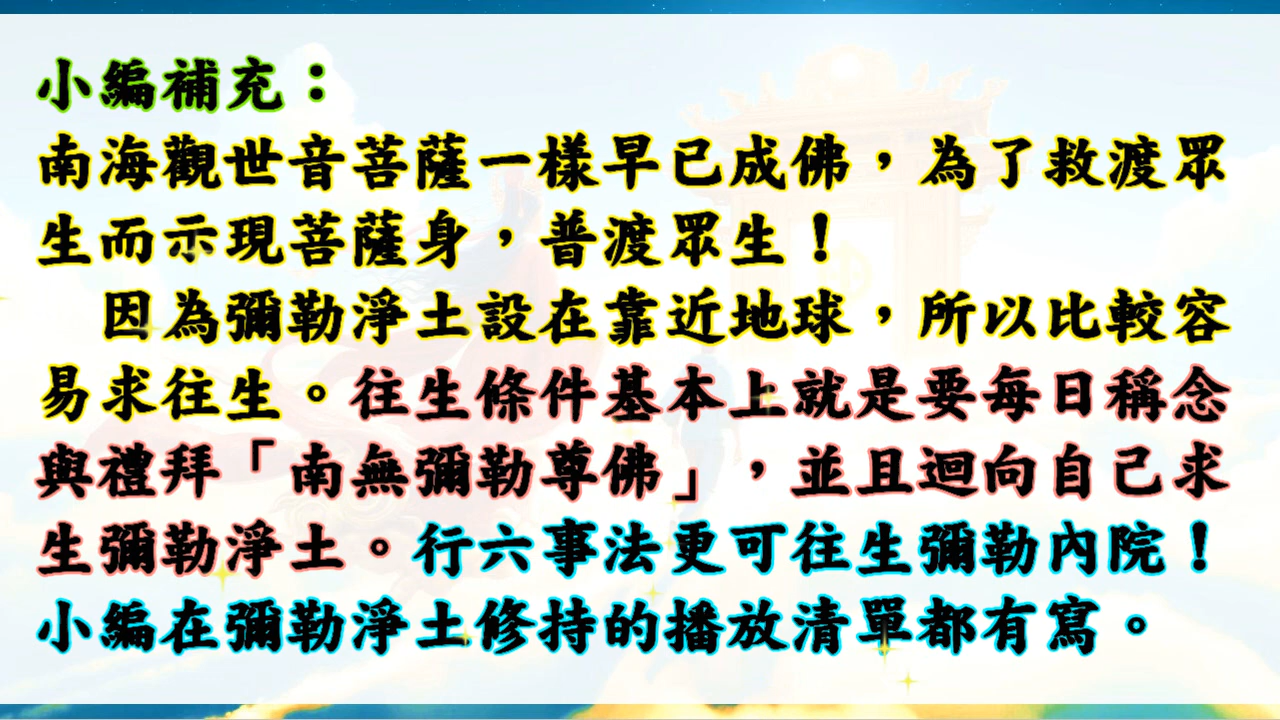 小編補充：
南海觀世音菩薩一樣早已成佛，為了救渡眾
生而示現菩薩身，普渡眾生！
　因為彌勒淨土設在靠近地球，所以比較容
易求往生。往生條件基本上就是要每日稱念
與禮拜「南無彌勒尊佛」，並且迴向自己求
生彌勒淨土。行六事法更可往生彌勒內院！
小編在彌勒淨土修持的播放清單都有寫。